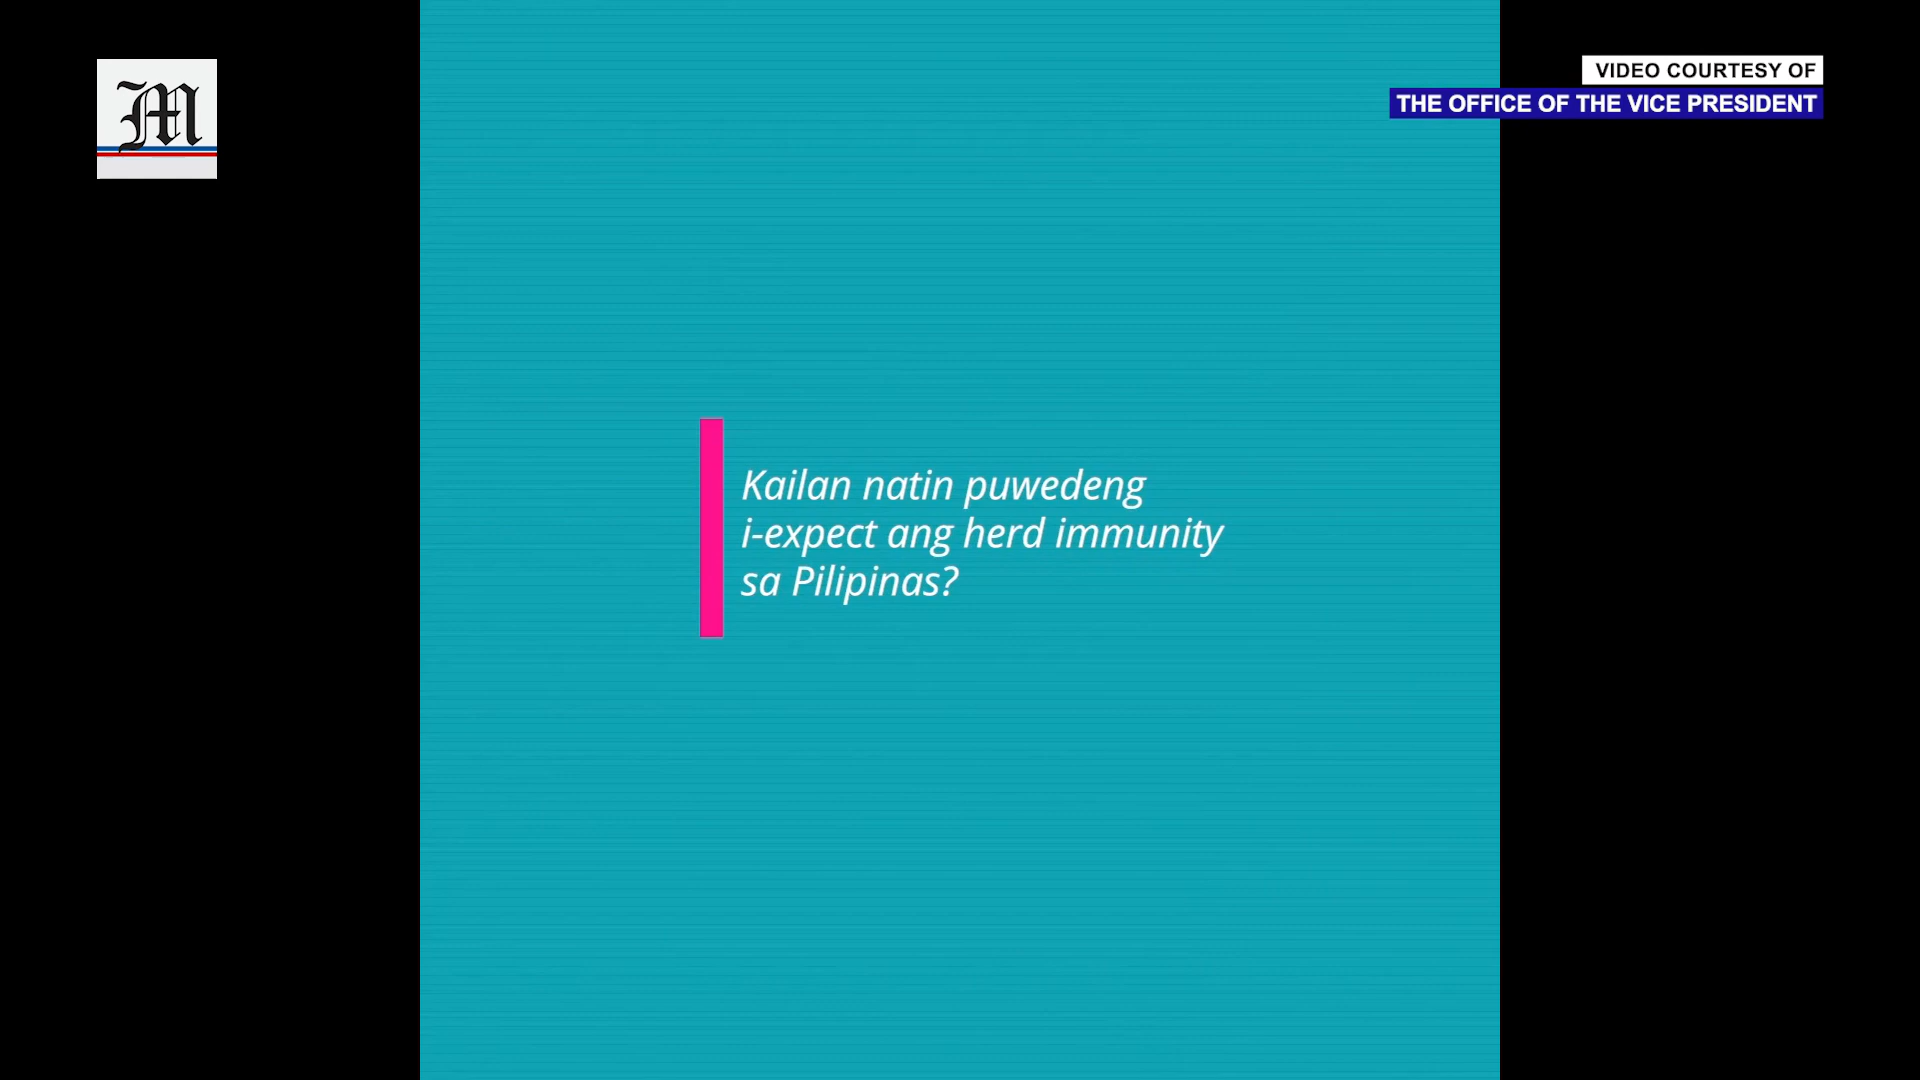 M
VIDEO COURTESY OF
THE OFFICE OF THE VICE PRESIDENT
Kailan natin puwedeng
i-expect ang herd immunity
sa Pilipinas?